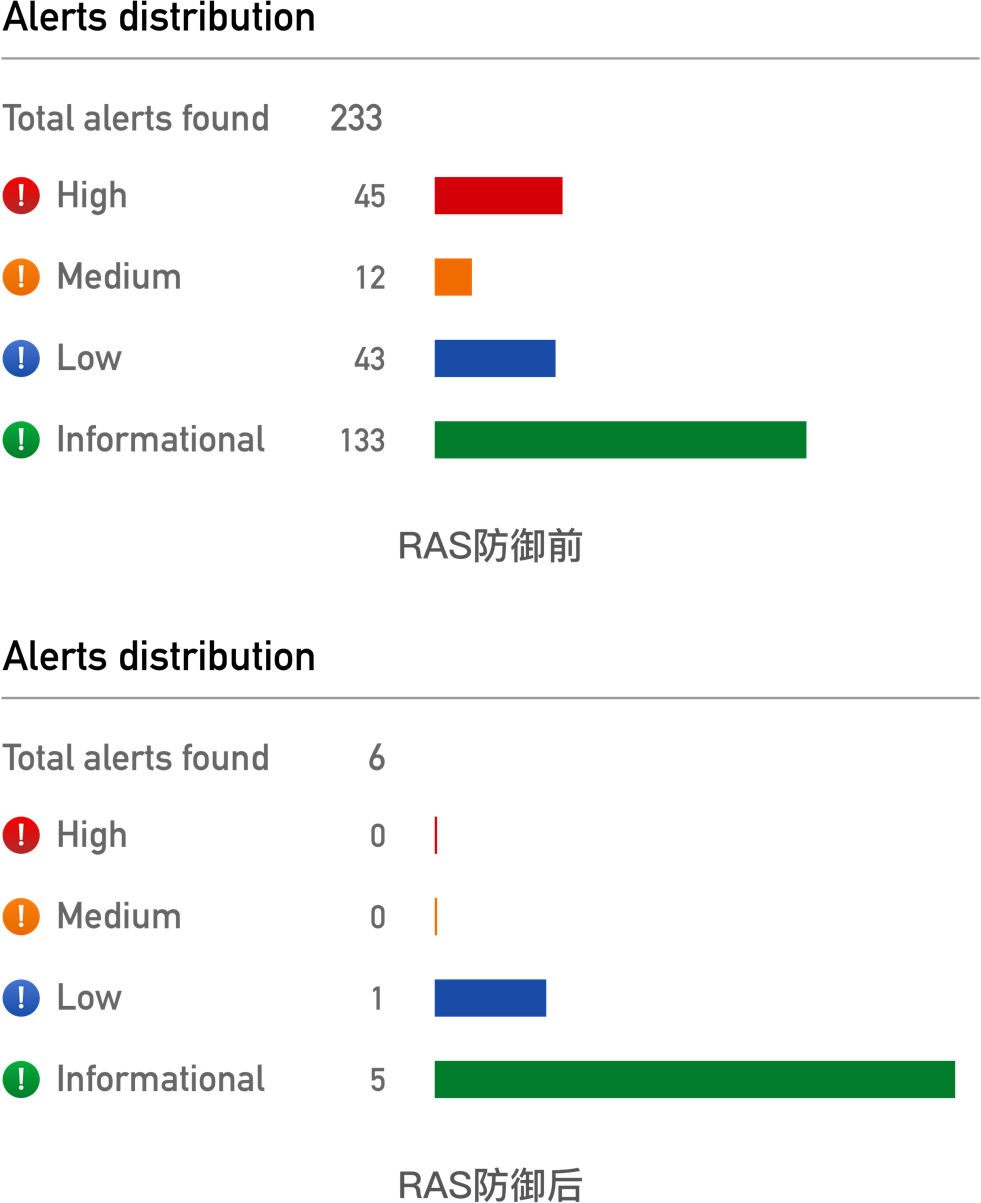 Alerts distribution
Total alerts found 233
! High 45
! Medium 12
! Low 43
! Informational 133
RAS防御前
Alerts distribution
Total alerts found 6
! High 0
! Medium 0
! Low 1
! Informational 5
RAS防御后